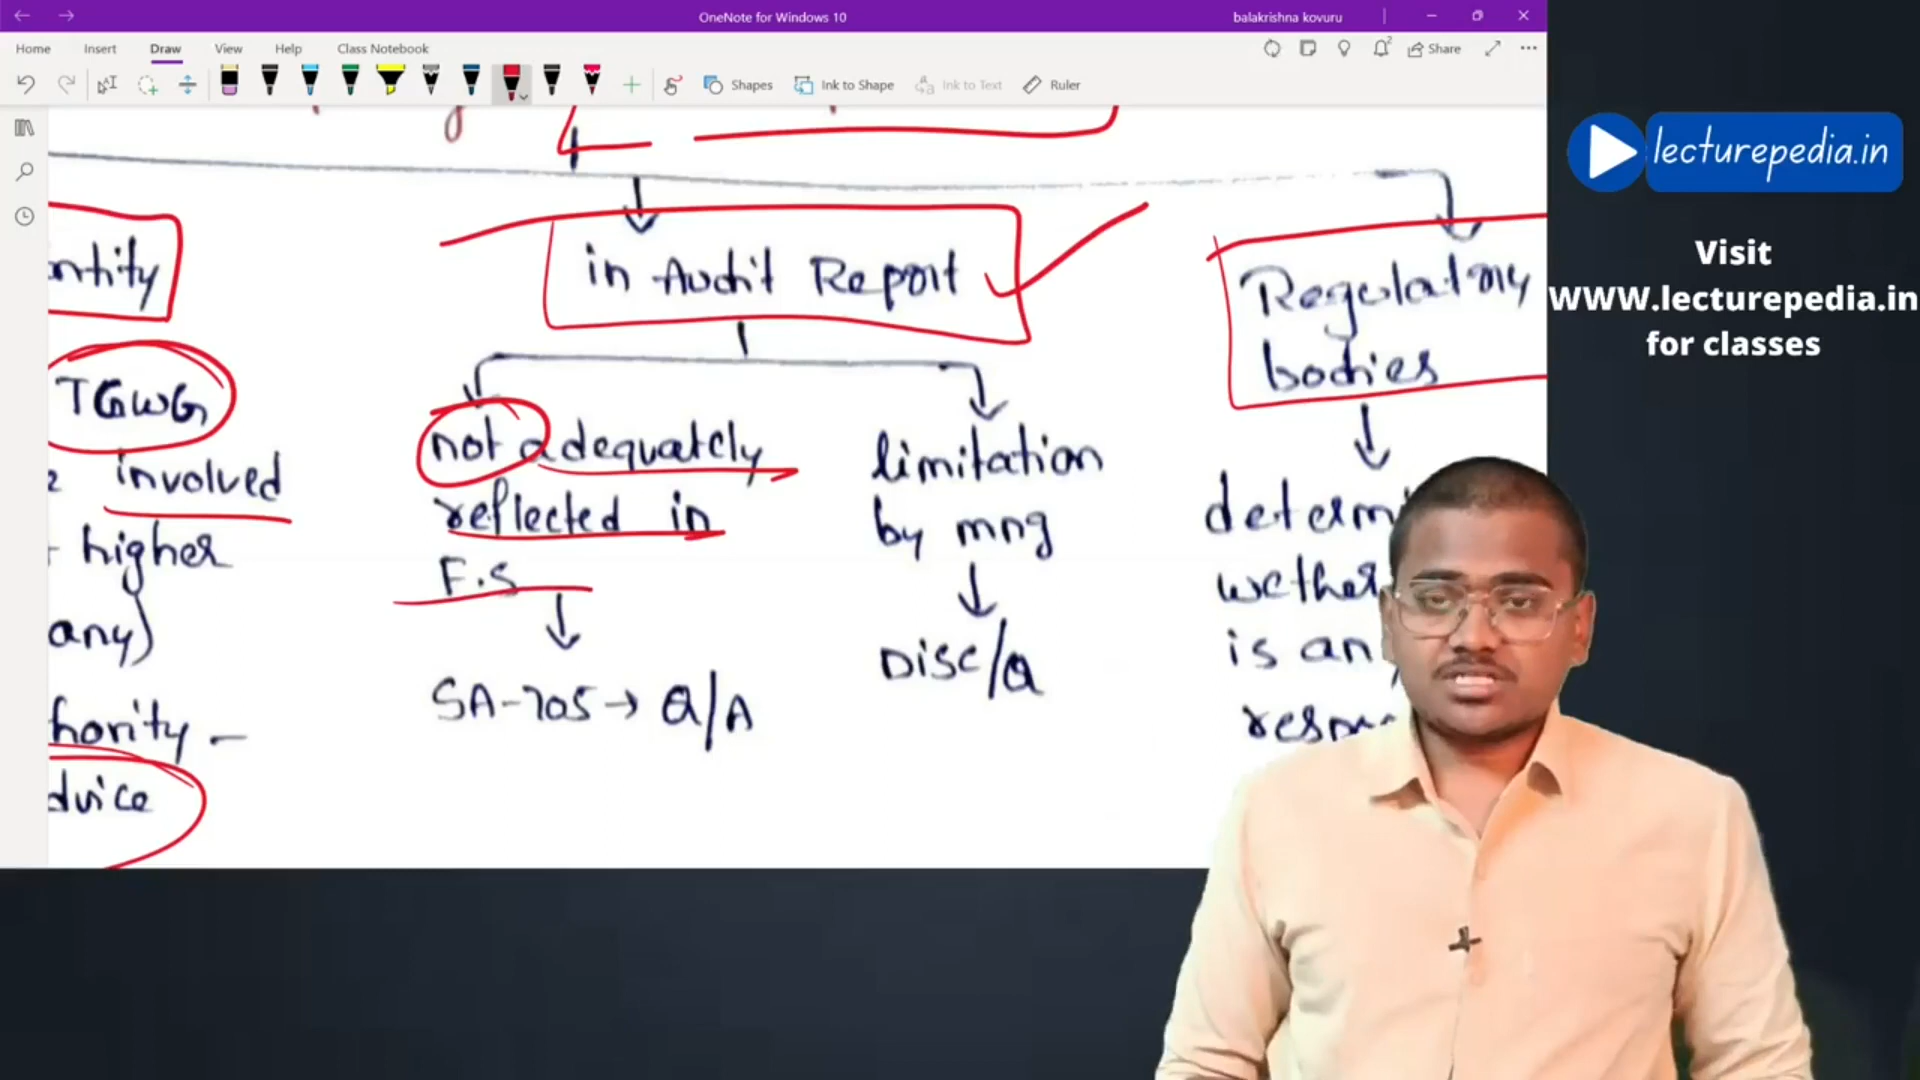 OneNote for Windows 10
balakrishna kovuru
Home Insert Draw View Help Class Notebook
Share
Shapes Ink to Shape Ink to Text Ruler
lecturepedia.in
Visit
WWW.lecturepedia.in
for classes
ntity
TGWG
involved
higher
any)
hority -
dvice
in Audit Report
not adequately
reflected in
F.S
SA-705 → Q/A
limitation
by mng
DISC/Q
Regulatory
bodies
determ
wether
is an
resp